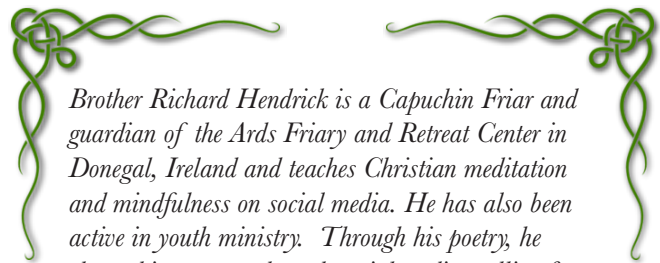 Brother Richard Hendrick is a Capuchin Friar and
guardian of the Ards Friary and Retreat Center in
Donegal, Ireland and teaches Christian meditation
and mindfulness on social media. He has also been
active in youth ministry. Through his poetry, he